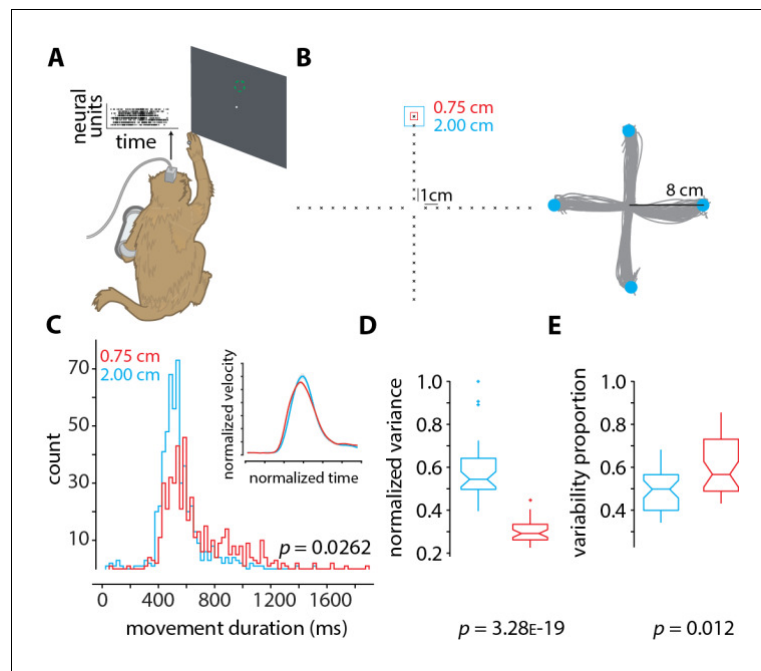 A
neural
units
time
B
0.75 cm
2.00 cm
1cm
8 cm
C
0.75 cm
2.00 cm
70
50
30
10
count
normalized velocity
normalized time
p = 0.0262
0 400 800 1200 1600
movement duration (ms)
D
1.0
0.8
0.6
0.4
0.2
normalized variance
p = 3.28E-19
E
1.0
0.8
0.6
0.4
variability proportion
p = 0.012